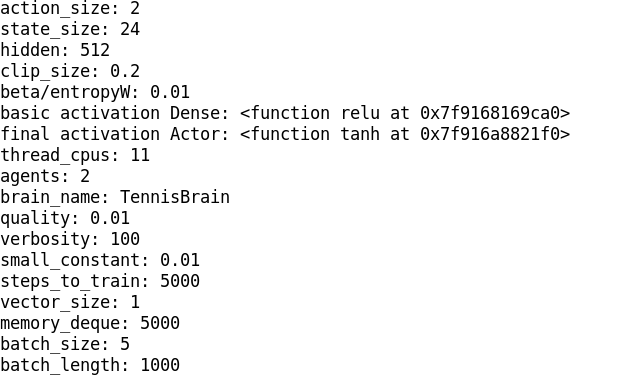 action_size: 2
state_size: 24
hidden: 512
clip_size: 0.2
beta/entropyW: 0.01
basic activation Dense: <function relu at 0x7f9168169ca0>
final activation Actor: <function tanh at 0x7f916a8821f0>
thread_cpus: 11
agents: 2
brain_name: TennisBrain
quality: 0.01
verbosity: 100
small_constant: 0.01
steps_to_train: 5000
vector_size: 1
memory_deque: 5000
batch_size: 5
batch_length: 1000